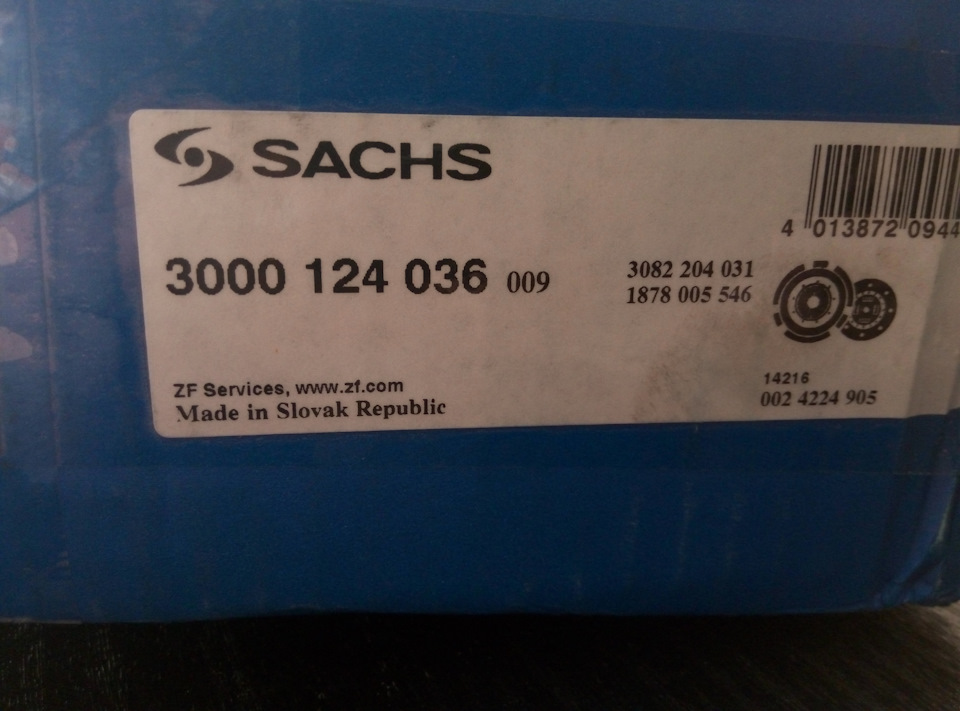 SACHS
4 013872 0944
3000 124 036 009
3082 204 031
1878 005 546
14216
002 4224 905
ZF Services, www.zf.com
Made in Slovak Republic